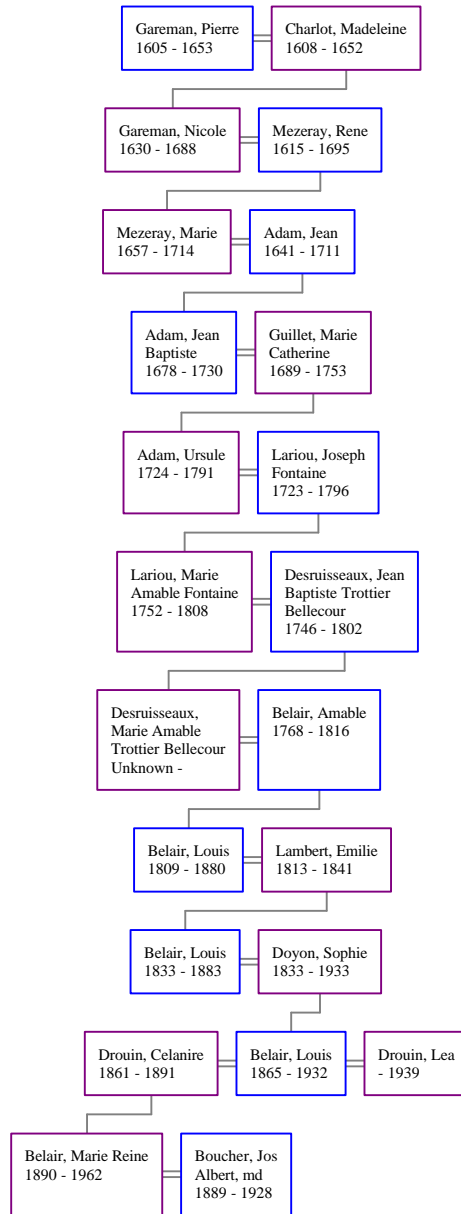 Gareman, Pierre
1605 - 1653
Charlot, Madeleine
1608 - 1652
Gareman, Nicole
1630 - 1688
Mezeray, Rene
1615 - 1695
Mezeray, Marie
1657 - 1714
Adam, Jean
1641 - 1711
Adam, Jean
Baptiste
1678 - 1730
Guillet, Marie
Catherine
1689 - 1753
Adam, Ursule
1724 - 1791
Lariou, Joseph
Fontaine
1723 - 1796
Lariou, Marie
Amable Fontaine
1752 - 1808
Desruisseaux, Jean
Baptiste Trottier
Bellecour
1746 - 1802
Desruisseaux,
Marie Amable
Trottier Bellecour
Unknown -
Belair, Amable
1768 - 1816
Belair, Louis
1809 - 1880
Lambert, Emilie
1813 - 1841
Belair, Louis
1833 - 1883
Doyon, Sophie
1833 - 1933
Drouin, Celanire
1861 - 1891
Belair, Louis
1865 - 1932
Drouin, Lea
- 1939
Belair, Marie Reine
1890 - 1962
Boucher, Jos
Albert, md
1889 - 1928